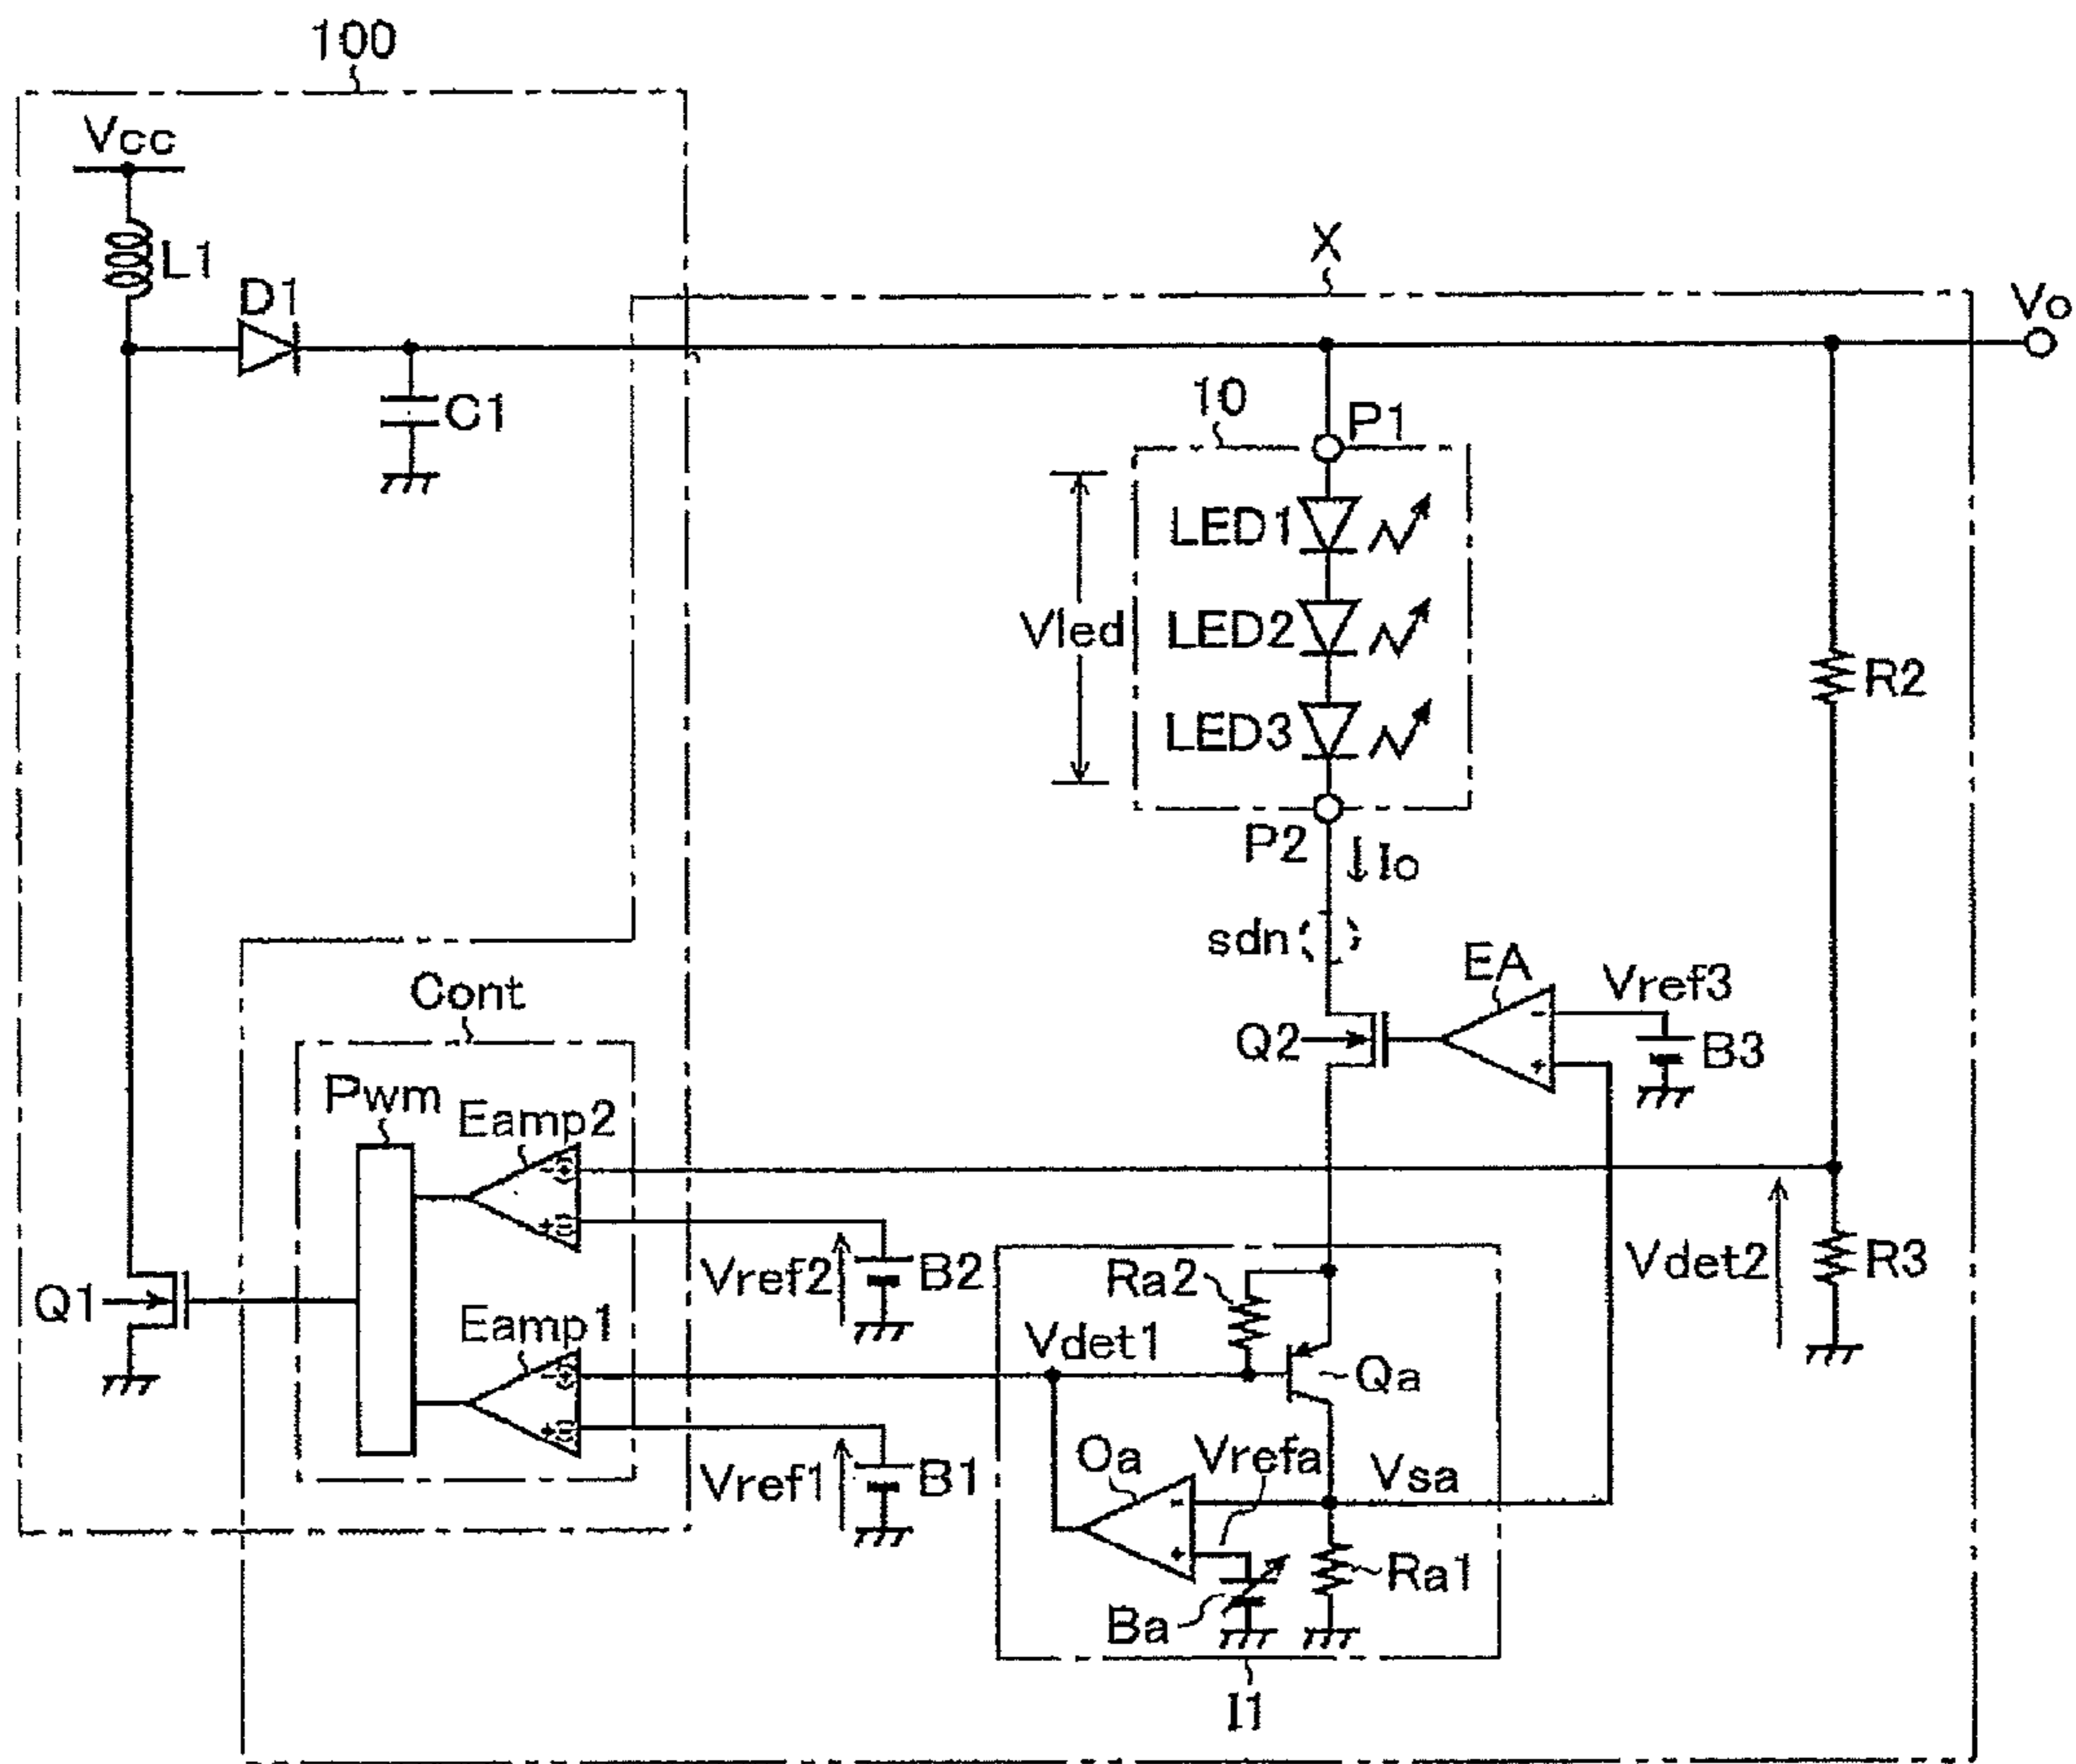 100
Vcc
L1
D1
C1
X
Vo
10
P1
LED1
LED2
LED3
Vled
R2
P2
Io
sdn
EA
Vref3
Q2
B3
Cont
Pwm
Eamp2
Vref2
B2
Vdet2
R3
Q1
Eamp1
Ra2
Vdet1
Qa
Vref1
B1
Oa
Vrefa
Vsa
Ra1
Ba
I1